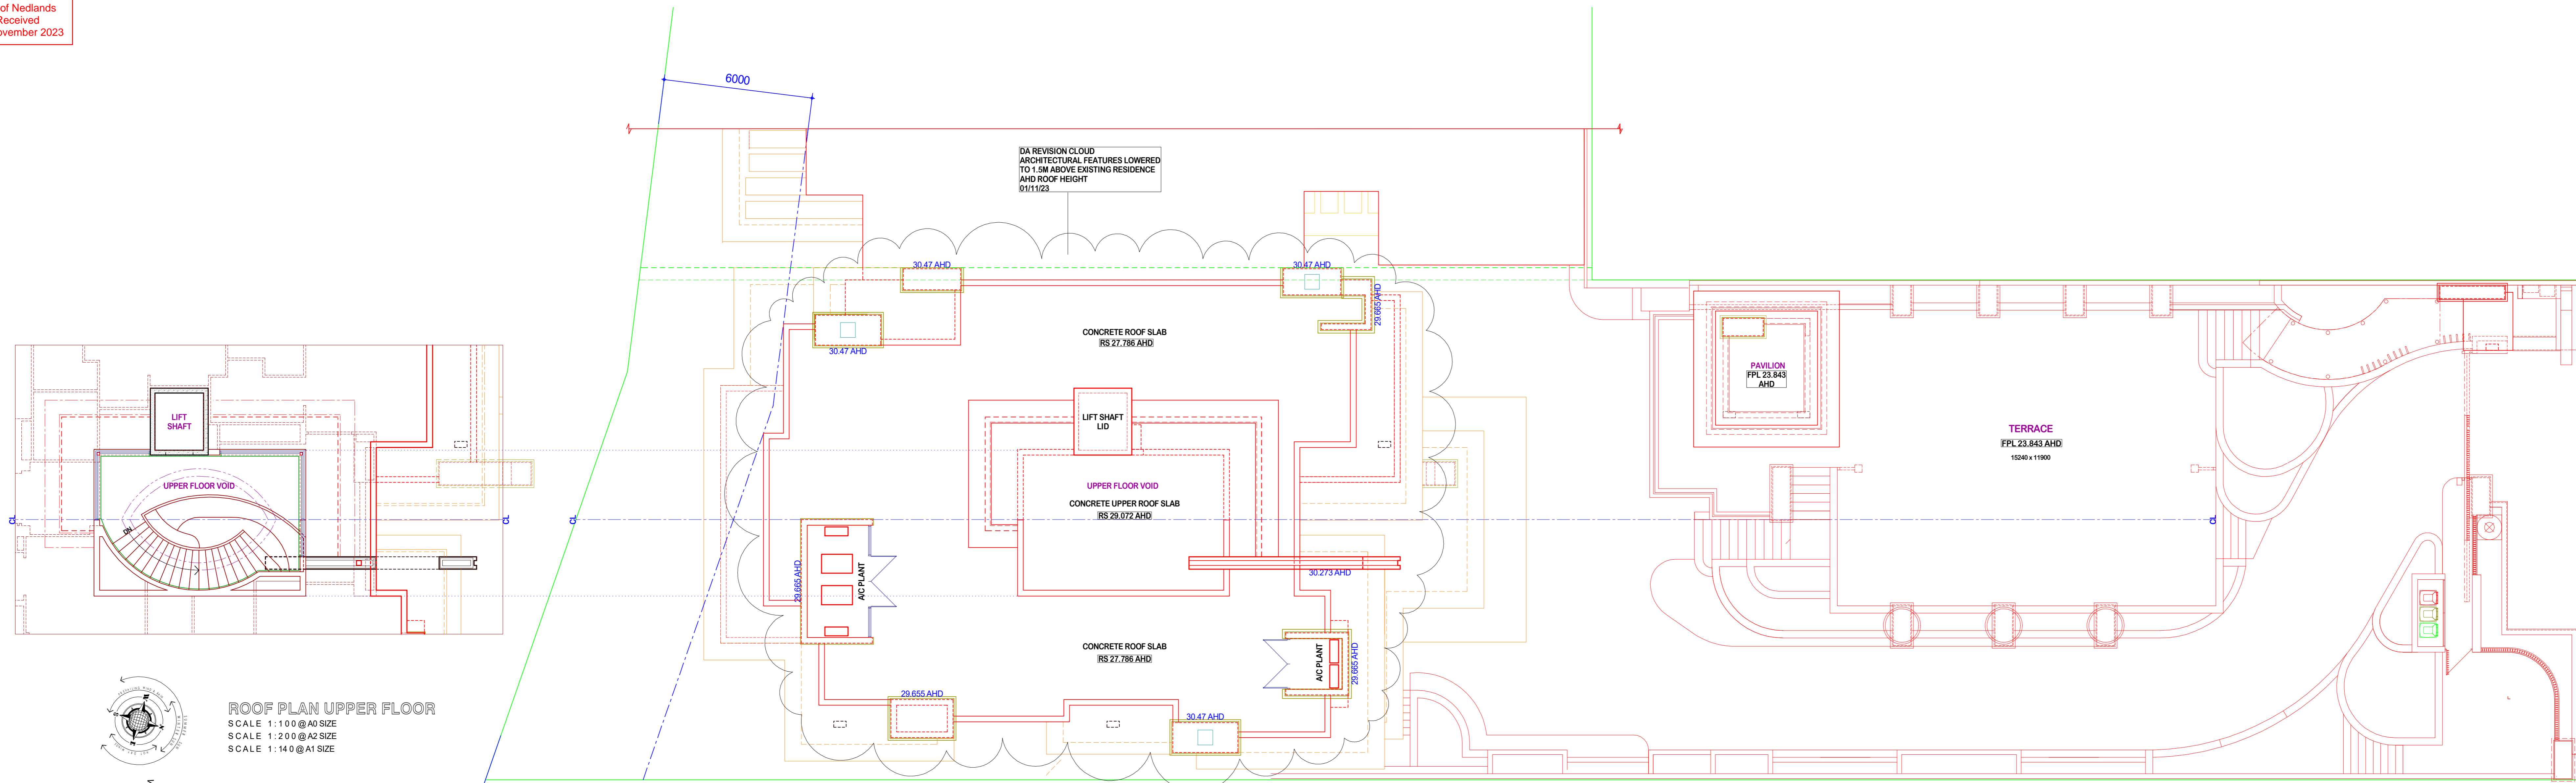 of Nedlands
Received
ovember 2023
6000
DA REVISION CLOUD
ARCHITECTURAL FEATURES LOWERED
TO 1.5M ABOVE EXISTING RESIDENCE
AHD ROOF HEIGHT
01/11/23
30.47 AHD
30.47 AHD
29.665 AHD
30.47 AHD
CONCRETE ROOF SLAB
RS 27.786 AHD
LIFT SHAFT
LID
UPPER FLOOR VOID
CONCRETE UPPER ROOF SLAB
RS 29.072 AHD
CL
29.665 AHD
A/C PLANT
30.273 AHD
CONCRETE ROOF SLAB
RS 27.786 AHD
A/C PLANT
29.665 AHD
29.655 AHD
30.47 AHD
PAVILION
FPL 23.843
AHD
TERRACE
FPL 23.843 AHD
15240 x 11900
CL
LIFT
SHAFT
UPPER FLOOR VOID
DN
CL
CL
ROOF PLAN UPPER FLOOR
SCALE 1:100@A0 SIZE
SCALE 1:200@A2 SIZE
SCALE 1:140@A1 SIZE